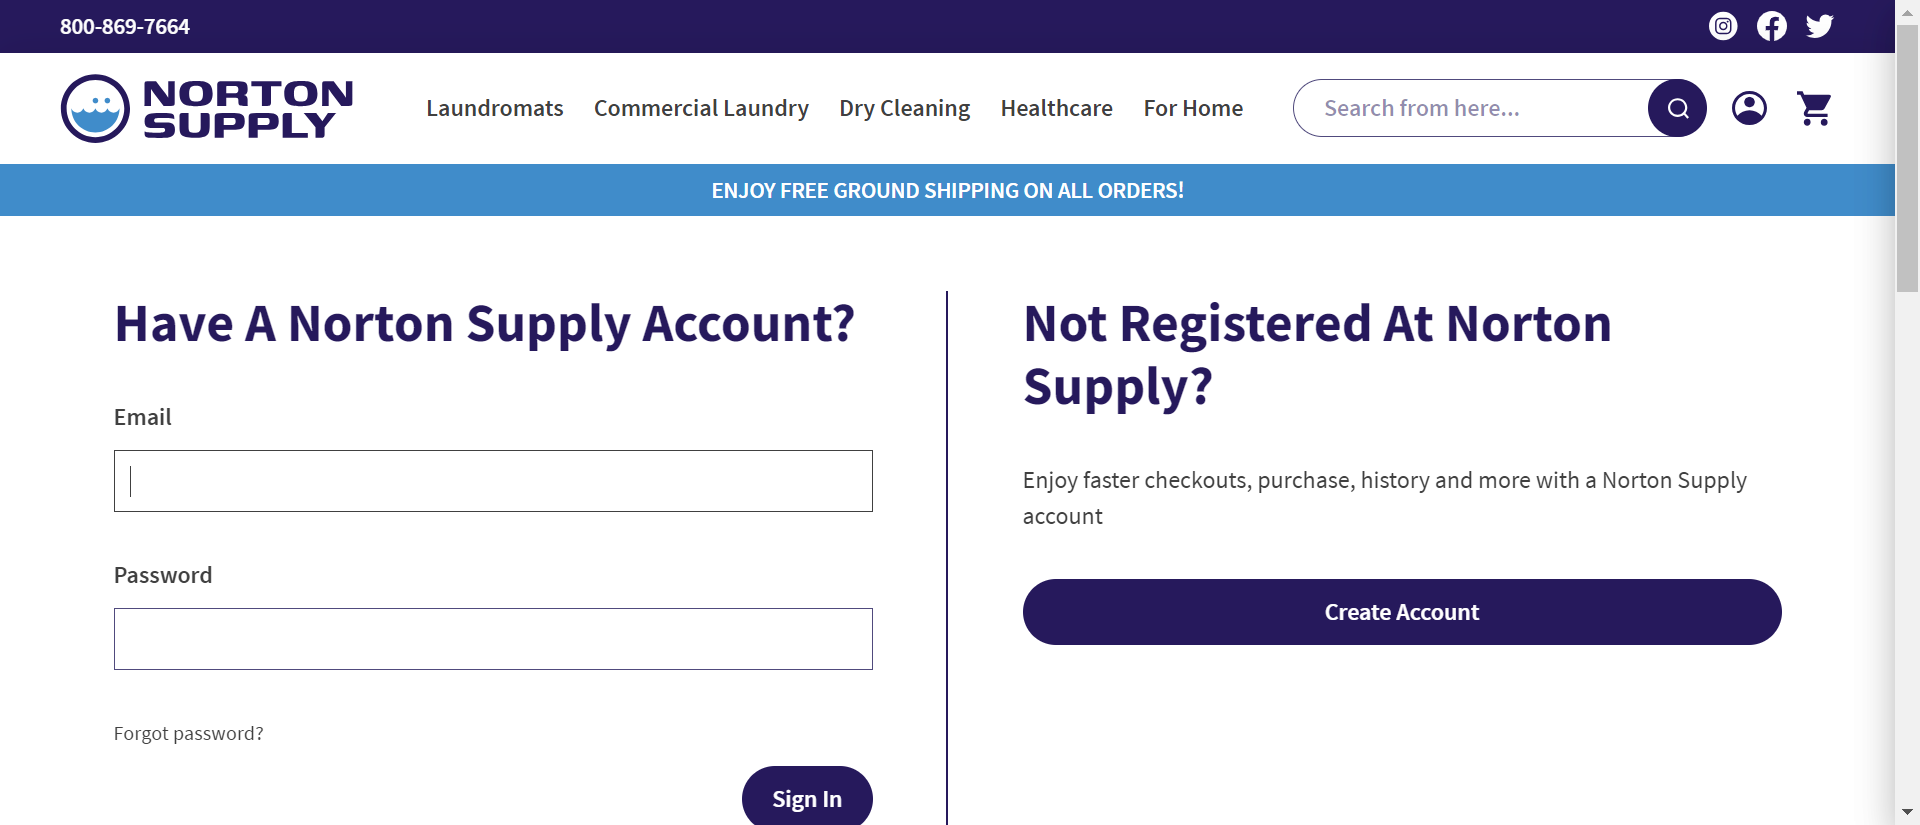 800-869-7664
NORTON
SUPPLY
Laundromats Commercial Laundry Dry Cleaning Healthcare For Home
Search from here...
ENJOY FREE GROUND SHIPPING ON ALL ORDERS!
Have A Norton Supply Account?
Email
Password
Forgot password?
Sign In
Not Registered At Norton
Supply?
Enjoy faster checkouts, purchase, history and more with a Norton Supply
account
Create Account